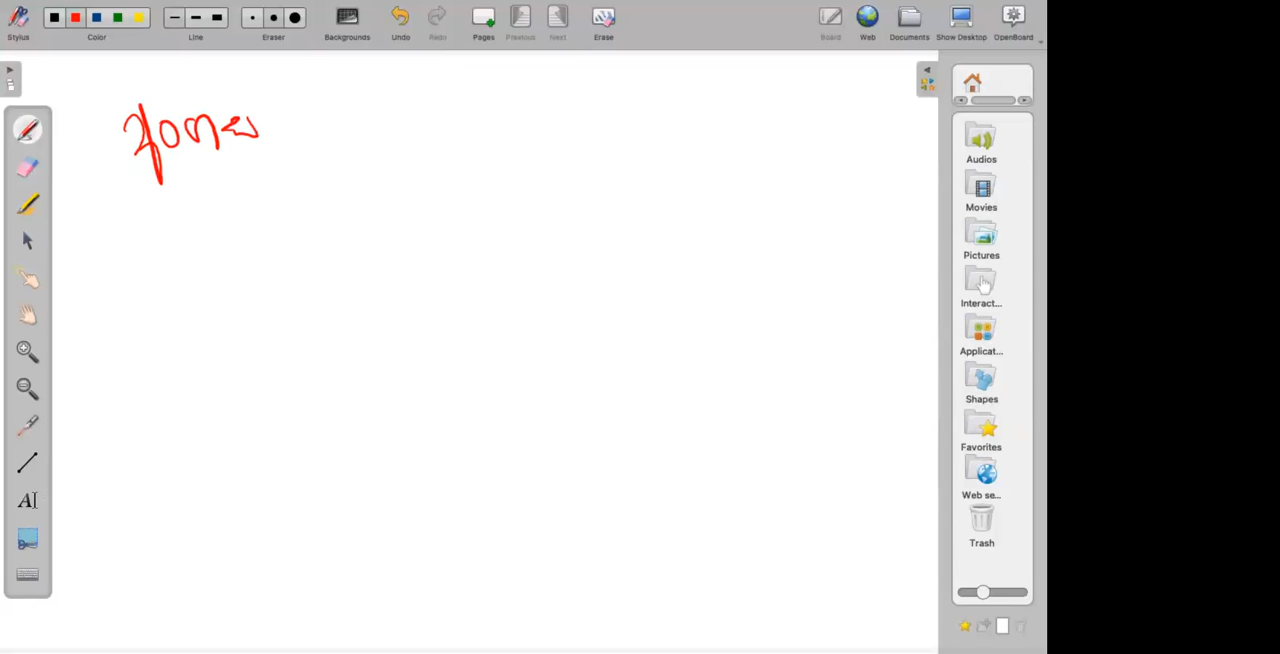 Stylus Color Line Eraser Backgrounds Undo Redo Pages Previous Next Erase Board Web Documents Show Desktop OpenBoard
Audios
Movies
Pictures
Interact...
Applicat...
Shapes
Favorites
Web se...
Trash